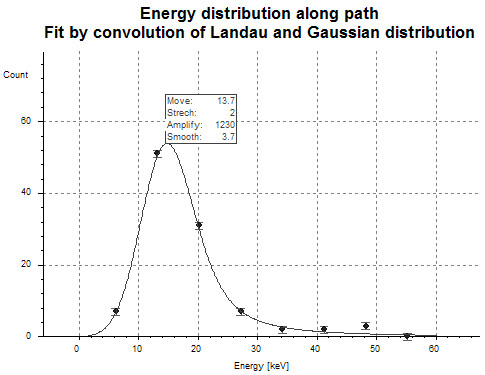 Energy distribution along path
Fit by convolution of Landau and Gaussian distribution
Count
Move: 13.7
Strech: 2
Amplify: 1230
Smooth: 3.7
60
40
20
0
0 10 20 30 40 50 60
Energy [keV]